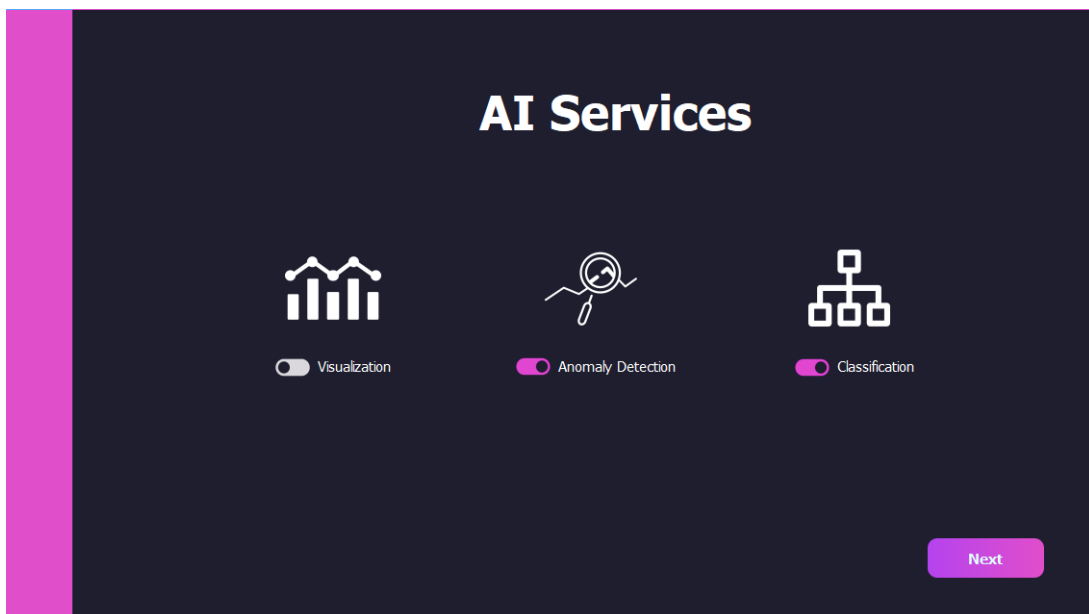 AI Services
Visualization
Anomaly Detection
Classification
Next